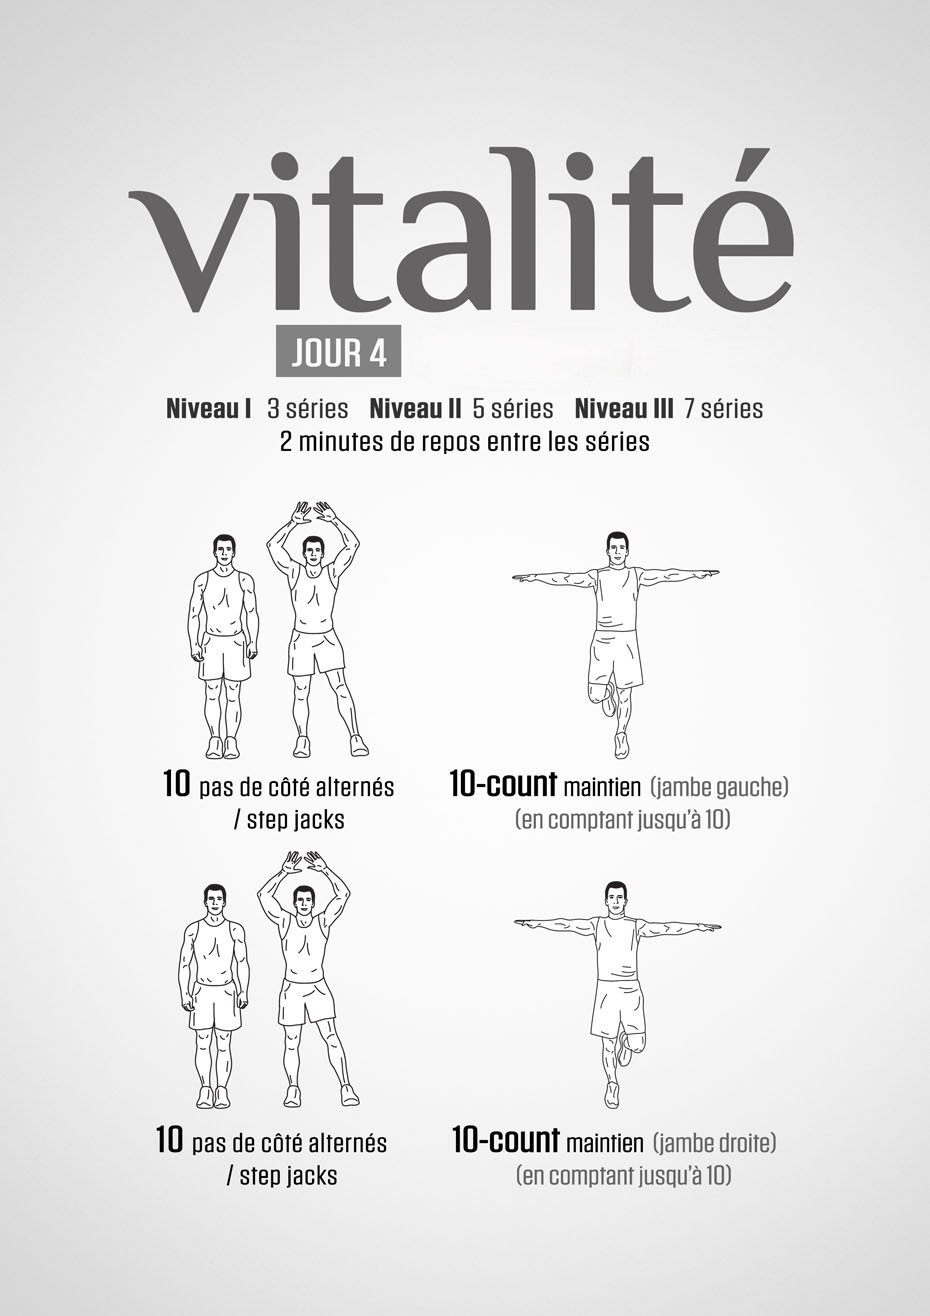 vitalité
JOUR 4
Niveau I 3 séries Niveau II 5 séries Niveau III 7 séries
2 minutes de repos entre les séries
10 pas de côté alternés
/ step jacks
10-count maintien (jambe gauche)
(en comptant jusqu'à 10)
10 pas de côté alternés
/ step jacks
10-count maintien (jambe droite)
(en comptant jusqu'à 10)